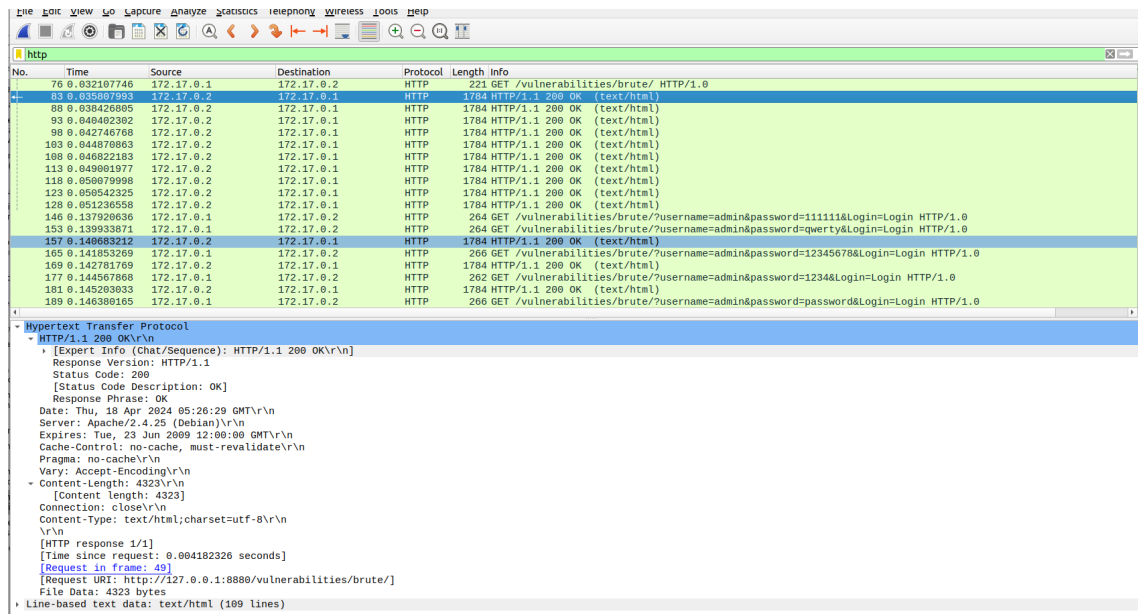 File Edit View Go Capture Analyze Statistics Telephony Wireless Tools Help
http
No. Time Source Destination Protocol Length Info
76 0.032107746 172.17.0.1 172.17.0.2 HTTP 221 GET /vulnerabilities/brute/ HTTP/1.0
83 0.035807993 172.17.0.2 172.17.0.1 HTTP 1784 HTTP/1.1 200 OK (text/html)
88 0.038426805 172.17.0.2 172.17.0.1 HTTP 1784 HTTP/1.1 200 OK (text/html)
93 0.040402302 172.17.0.2 172.17.0.1 HTTP 1784 HTTP/1.1 200 OK (text/html)
98 0.042746768 172.17.0.2 172.17.0.1 HTTP 1784 HTTP/1.1 200 OK (text/html)
103 0.044870863 172.17.0.2 172.17.0.1 HTTP 1784 HTTP/1.1 200 OK (text/html)
108 0.046822183 172.17.0.2 172.17.0.1 HTTP 1784 HTTP/1.1 200 OK (text/html)
113 0.049001977 172.17.0.2 172.17.0.1 HTTP 1784 HTTP/1.1 200 OK (text/html)
118 0.050079998 172.17.0.2 172.17.0.1 HTTP 1784 HTTP/1.1 200 OK (text/html)
123 0.050542325 172.17.0.2 172.17.0.1 HTTP 1784 HTTP/1.1 200 OK (text/html)
128 0.051236558 172.17.0.2 172.17.0.1 HTTP 1784 HTTP/1.1 200 OK (text/html)
146 0.137920636 172.17.0.1 172.17.0.2 HTTP 264 GET /vulnerabilities/brute/?username=admin&password=111111&Login=Login HTTP/1.0
153 0.139933871 172.17.0.1 172.17.0.2 HTTP 264 GET /vulnerabilities/brute/?username=admin&password=qwerty&Login=Login HTTP/1.0
157 0.140683212 172.17.0.2 172.17.0.1 HTTP 1784 HTTP/1.1 200 OK (text/html)
165 0.141853269 172.17.0.1 172.17.0.2 HTTP 266 GET /vulnerabilities/brute/?username=admin&password=12345678&Login=Login HTTP/1.0
169 0.142781769 172.17.0.2 172.17.0.1 HTTP 1784 HTTP/1.1 200 OK (text/html)
177 0.144567868 172.17.0.1 172.17.0.2 HTTP 262 GET /vulnerabilities/brute/?username=admin&password=1234&Login=Login HTTP/1.0
181 0.145203033 172.17.0.2 172.17.0.1 HTTP 1784 HTTP/1.1 200 OK (text/html)
189 0.146380165 172.17.0.1 172.17.0.2 HTTP 266 GET /vulnerabilities/brute/?username=admin&password=password&Login=Login HTTP/1.0
Hypertext Transfer Protocol
HTTP/1.1 200 OK\r\n
[Expert Info (Chat/Sequence): HTTP/1.1 200 OK\r\n]
Response Version: HTTP/1.1
Status Code: 200
[Status Code Description: OK]
Response Phrase: OK
Date: Thu, 18 Apr 2024 05:26:29 GMT\r\n
Server: Apache/2.4.25 (Debian)\r\n
Expires: Tue, 23 Jun 2009 12:00:00 GMT\r\n
Cache-Control: no-cache, must-revalidate\r\n
Pragma: no-cache\r\n
Vary: Accept-Encoding\r\n
Content-Length: 4323\r\n
[Content length: 4323]
Connection: close\r\n
Content-Type: text/html;charset=utf-8\r\n
\r\n
[HTTP response 1/1]
[Time since request: 0.004182326 seconds]
[Request in frame: 49]
[Request URI: http://127.0.0.1:8880/vulnerabilities/brute/]
File Data: 4323 bytes
Line-based text data: text/html (109 lines)